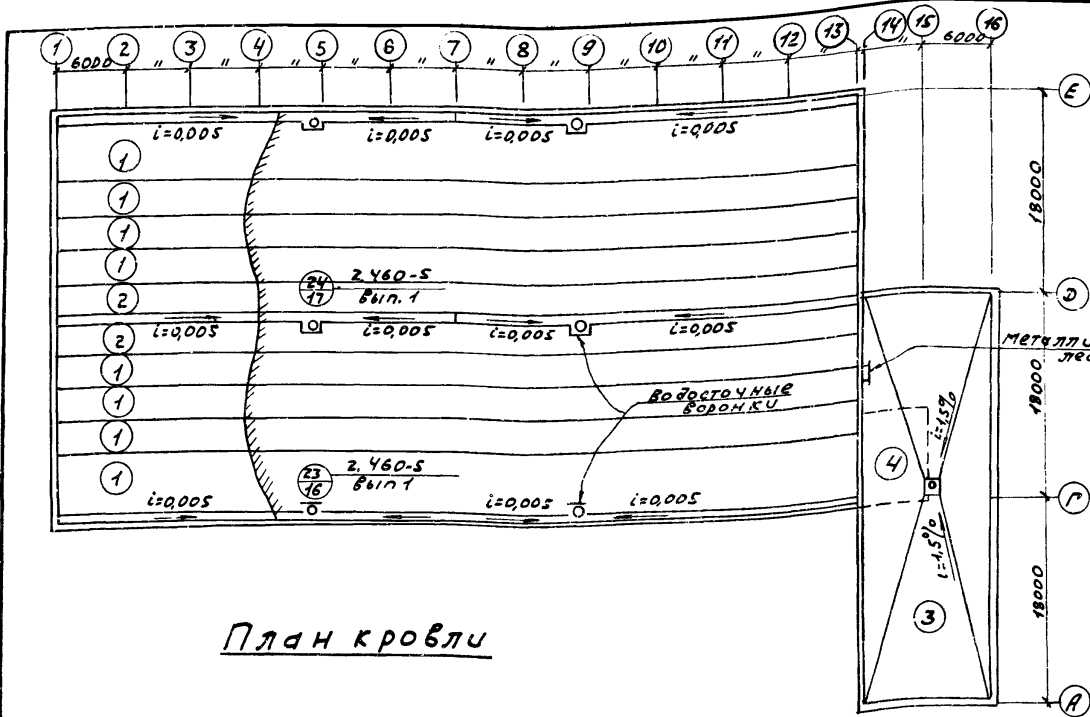 1 2 3 4 5 6 7 8 9 10 11 12 13 14 15 16
6000 " " " " " " " " " " " " 6000
Е
i=0,005 i=0,005 i=0,005 i=0,005
1
18000
1
1
1
24 2.460-5
17 Вып. 1
2
Д
i=0,005 i=0,005 i=0,005 i=0,005
2
1
18000
Водосточные
воронки
1
i=1,5%
1
4
23 2.460-5
16 Вып 1
1
i=0,005 i=0,005 i=0,005
Г
i=1,5%
18000
3
План кровли
А